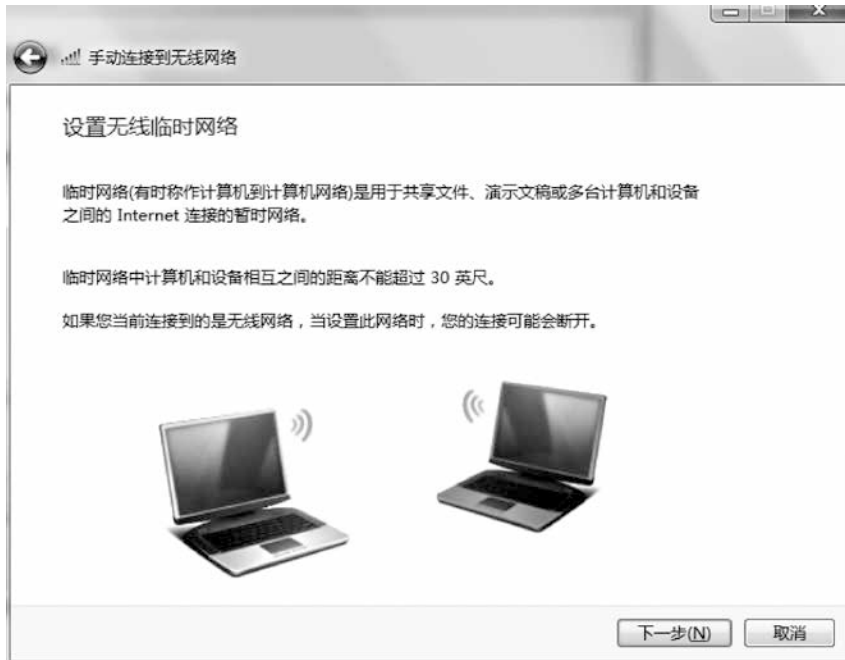 手动连接到无线网络
设置无线临时网络
临时网络(有时称作计算机到计算机网络)是用于共享文件、演示文稿或多台计算机和设备
之间的 Internet 连接的暂时网络。
临时网络中计算机和设备相互之间的距离不能超过 30 英尺。
如果您当前连接到的是无线网络，当设置此网络时，您的连接可能会断开。
下一步(N)
取消